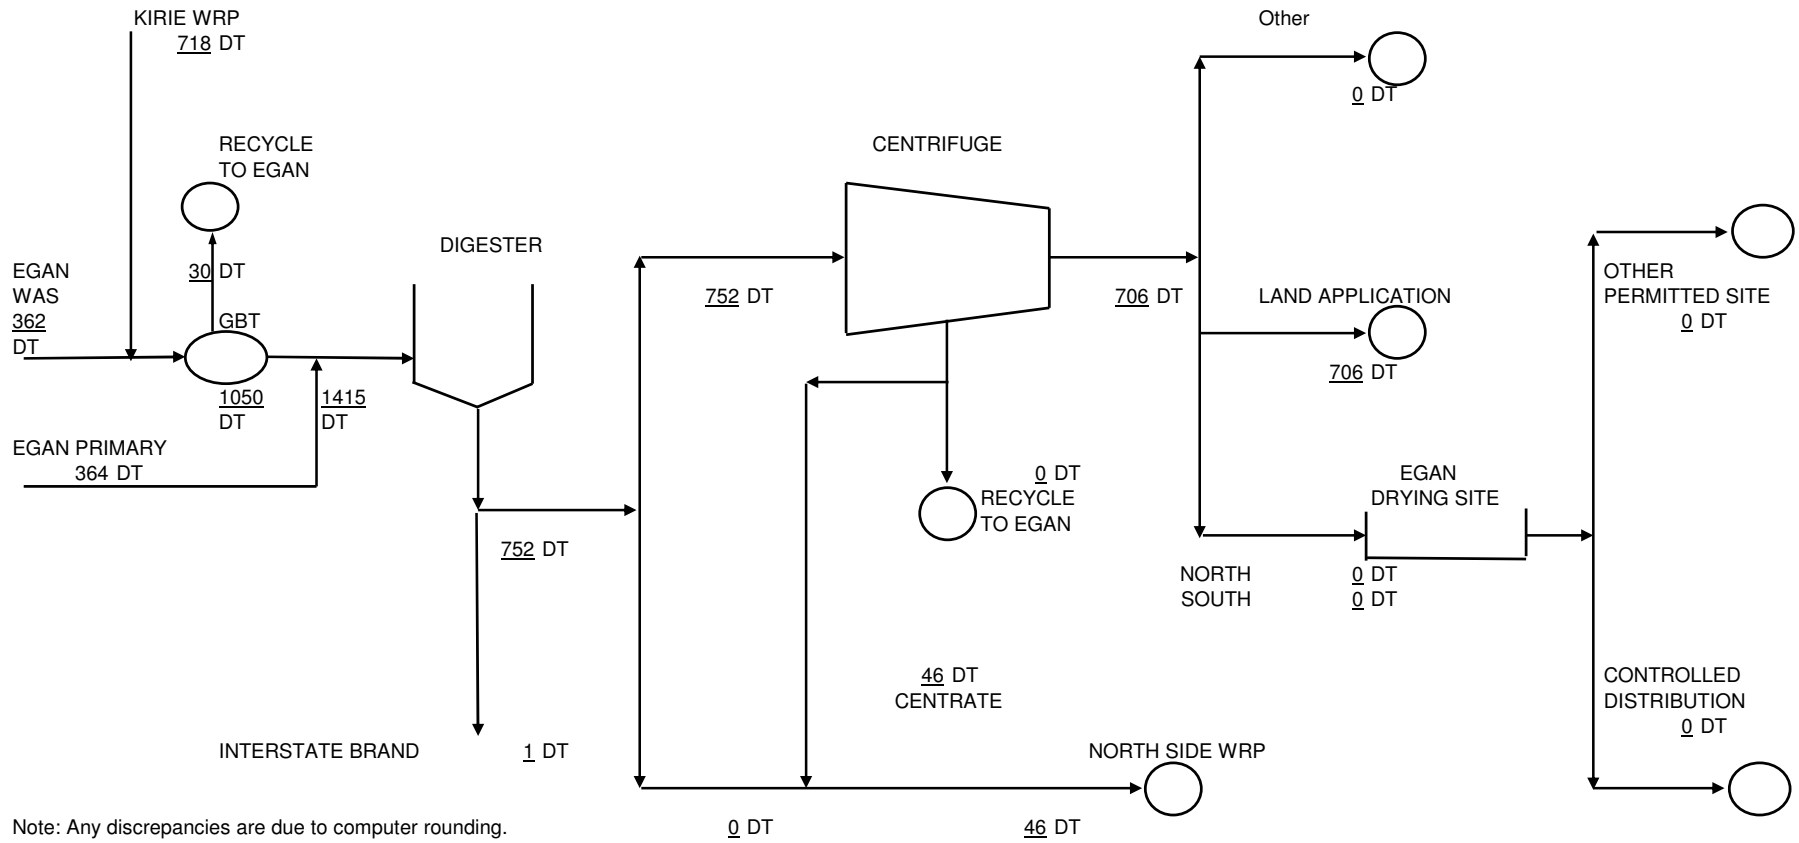 KIRIE WRP
718 DT
Other
0 DT
RECYCLE
TO EGAN
CENTRIFUGE
DIGESTER
EGAN
WAS
362
DT
30 DT
GBT
1050
DT
1415
DT
EGAN PRIMARY
364 DT
752 DT
706 DT
LAND APPLICATION
706 DT
OTHER
PERMITTED SITE
0 DT
0 DT
RECYCLE
TO EGAN
EGAN
DRYING SITE
752 DT
NORTH 0 DT
SOUTH 0 DT
46 DT
CENTRATE
CONTROLLED
DISTRIBUTION
0 DT
INTERSTATE BRAND 1 DT
NORTH SIDE WRP
Note: Any discrepancies are due to computer rounding.
0 DT
46 DT